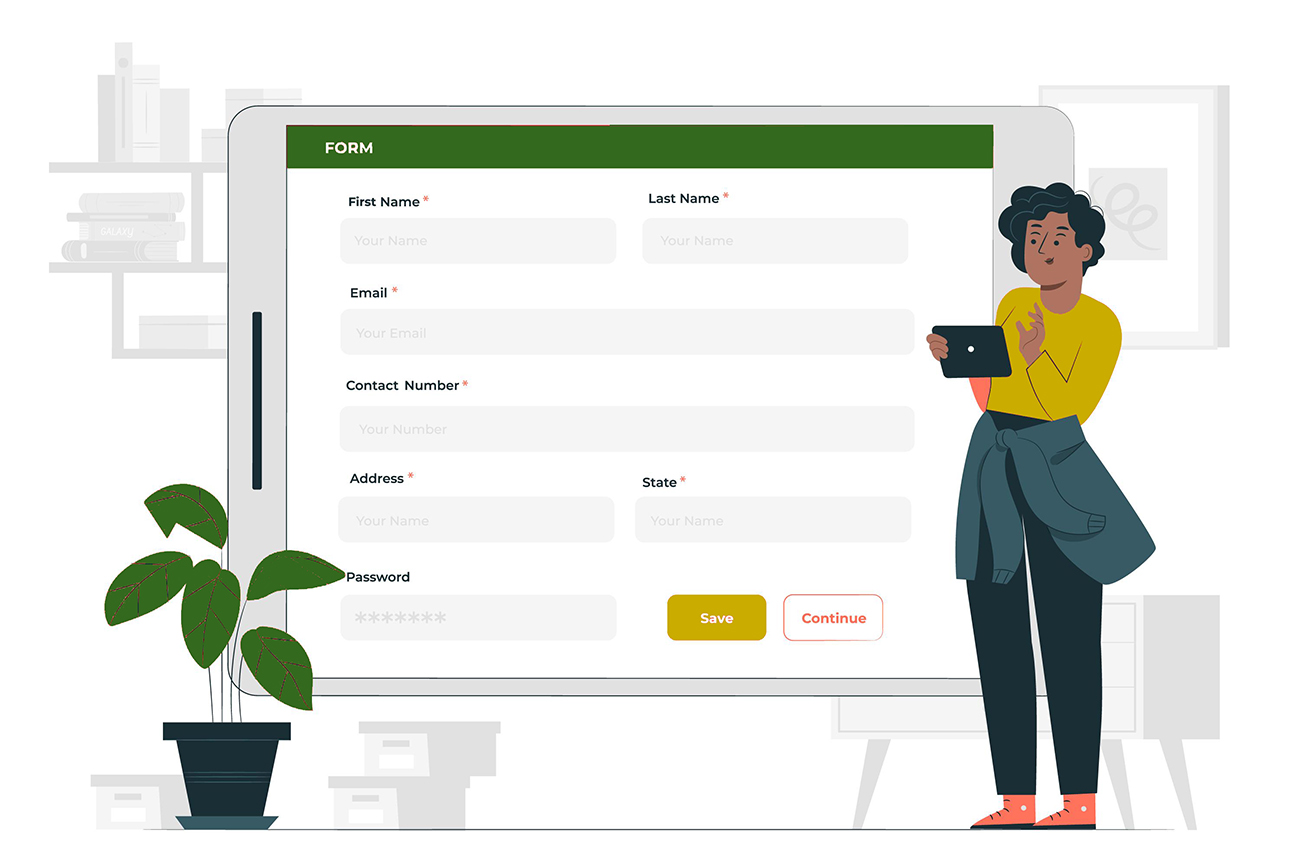 FORM
First Name *
Last Name *
Your Name
Your Name
Email *
Your Email
Contact Number *
Your Number
Address *
State *
Your Name
Your Name
Password
*******
Save
Continue
GALAXY